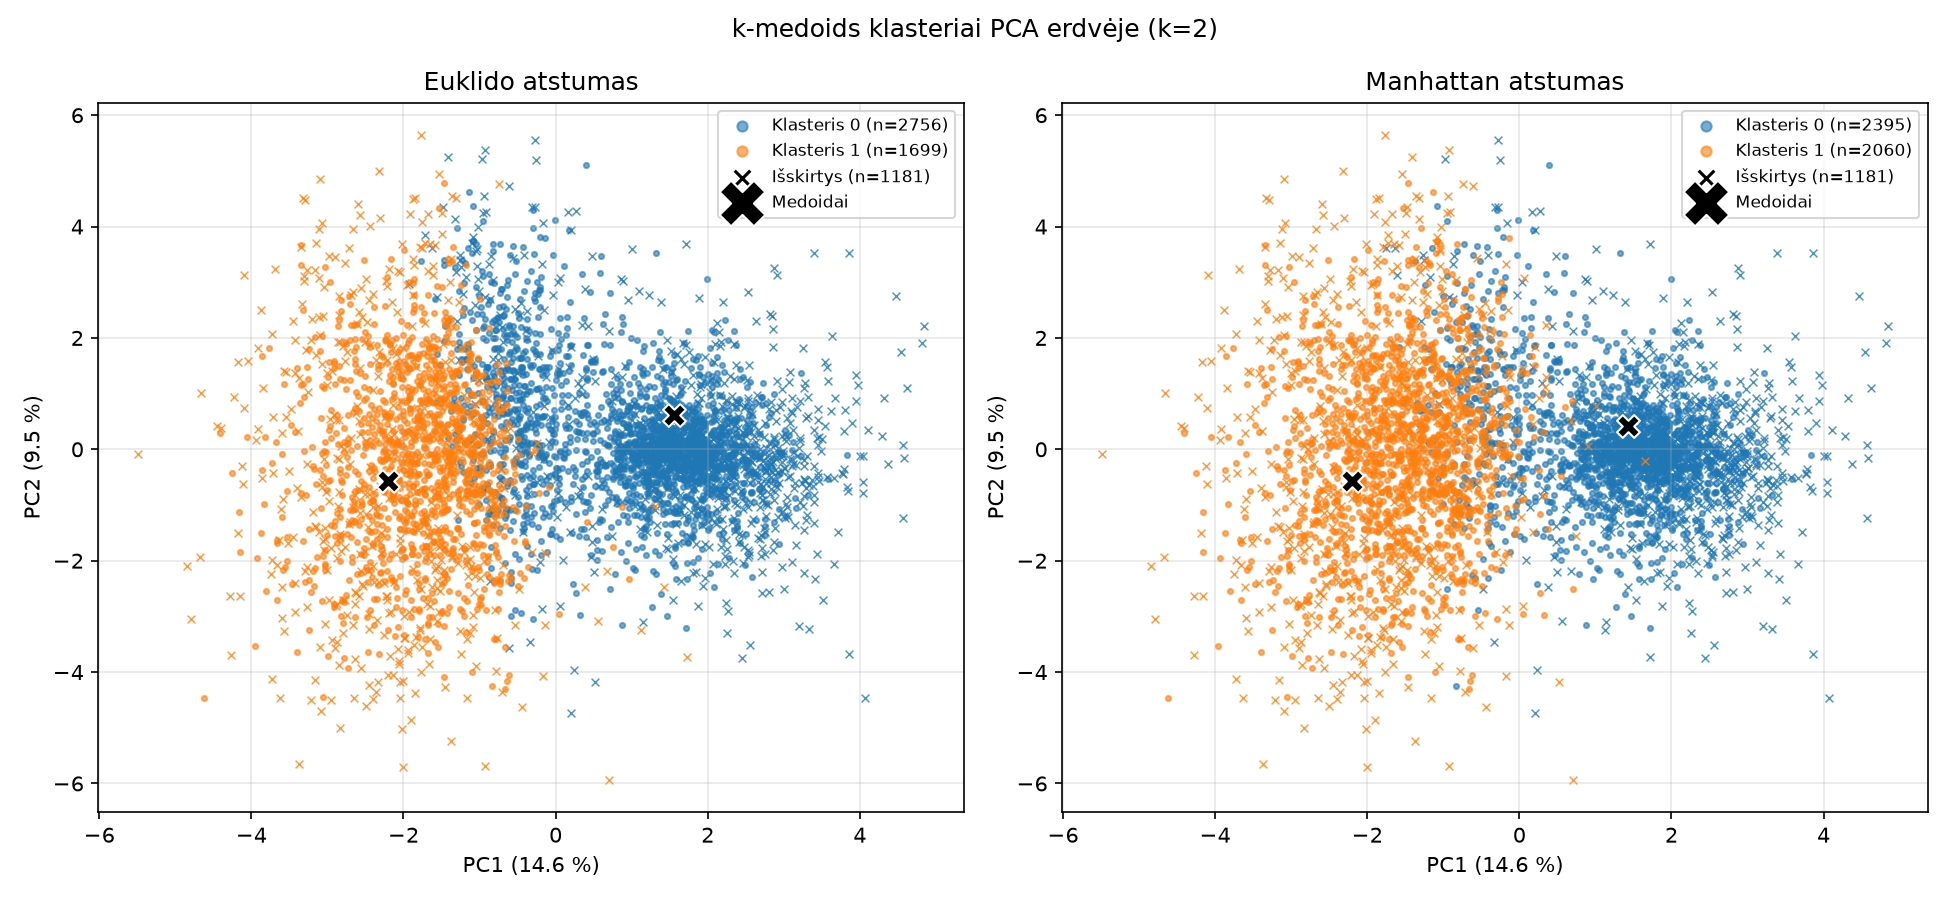 k-medoids klasteriai PCA erdvėje (k=2)
Euklido atstumas
Klasteris 0 (n=2756)
Klasteris 1 (n=1699)
Išskirtys (n=1181)
Medoidai
6
4
2
0
−2
−4
−6
PC2 (9.5 %)
−6
−4
−2
0
2
4
PC1 (14.6 %)
Manhattan atstumas
Klasteris 0 (n=2395)
Klasteris 1 (n=2060)
Išskirtys (n=1181)
Medoidai
6
4
2
0
−2
−4
−6
PC2 (9.5 %)
−6
−4
−2
0
2
4
PC1 (14.6 %)